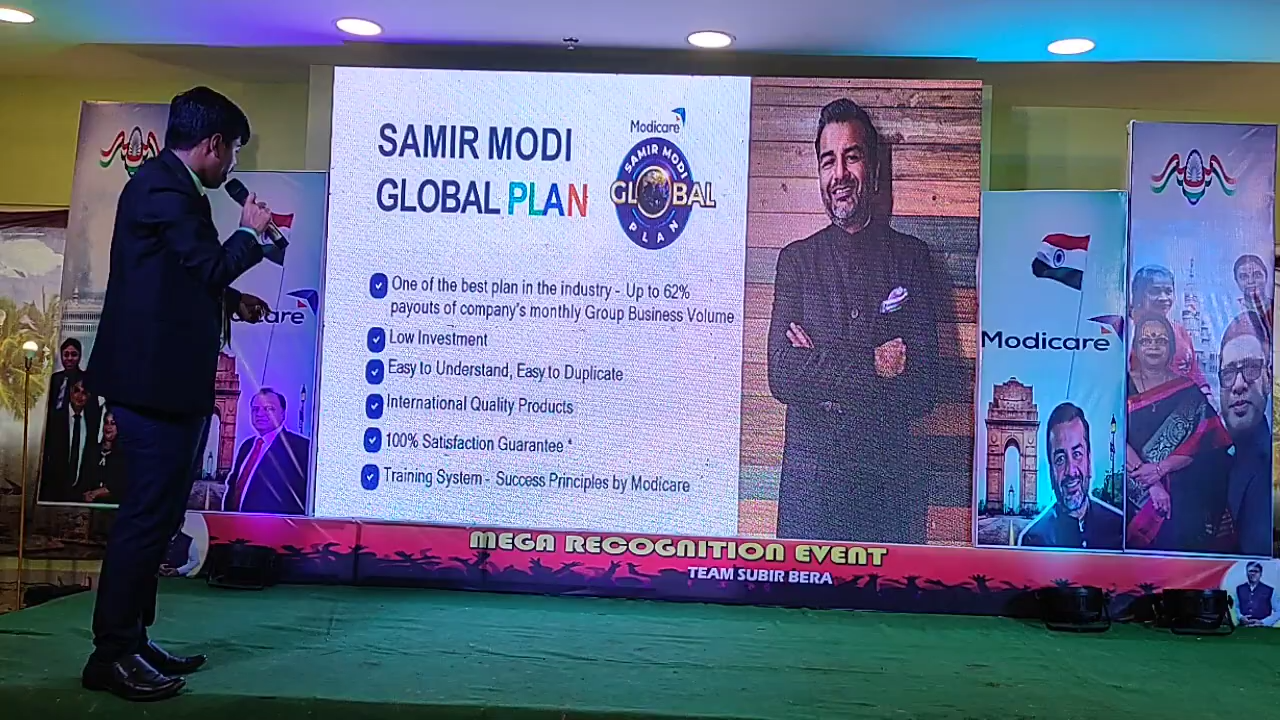 SAMIR MODI
GLOBAL PLAN
Modicare
SAMIR MODI
GLOBAL
PLAN
One of the best plan in the industry - Up to 62%
payouts of company's monthly Group Business Volume
Low Investment
Easy to Understand, Easy to Duplicate
International Quality Products
100% Satisfaction Guarantee *
Training System - Success Principles by Modicare
care
Modicare
MEGA RECOGNITION EVENT
TEAM SUBIR BERA